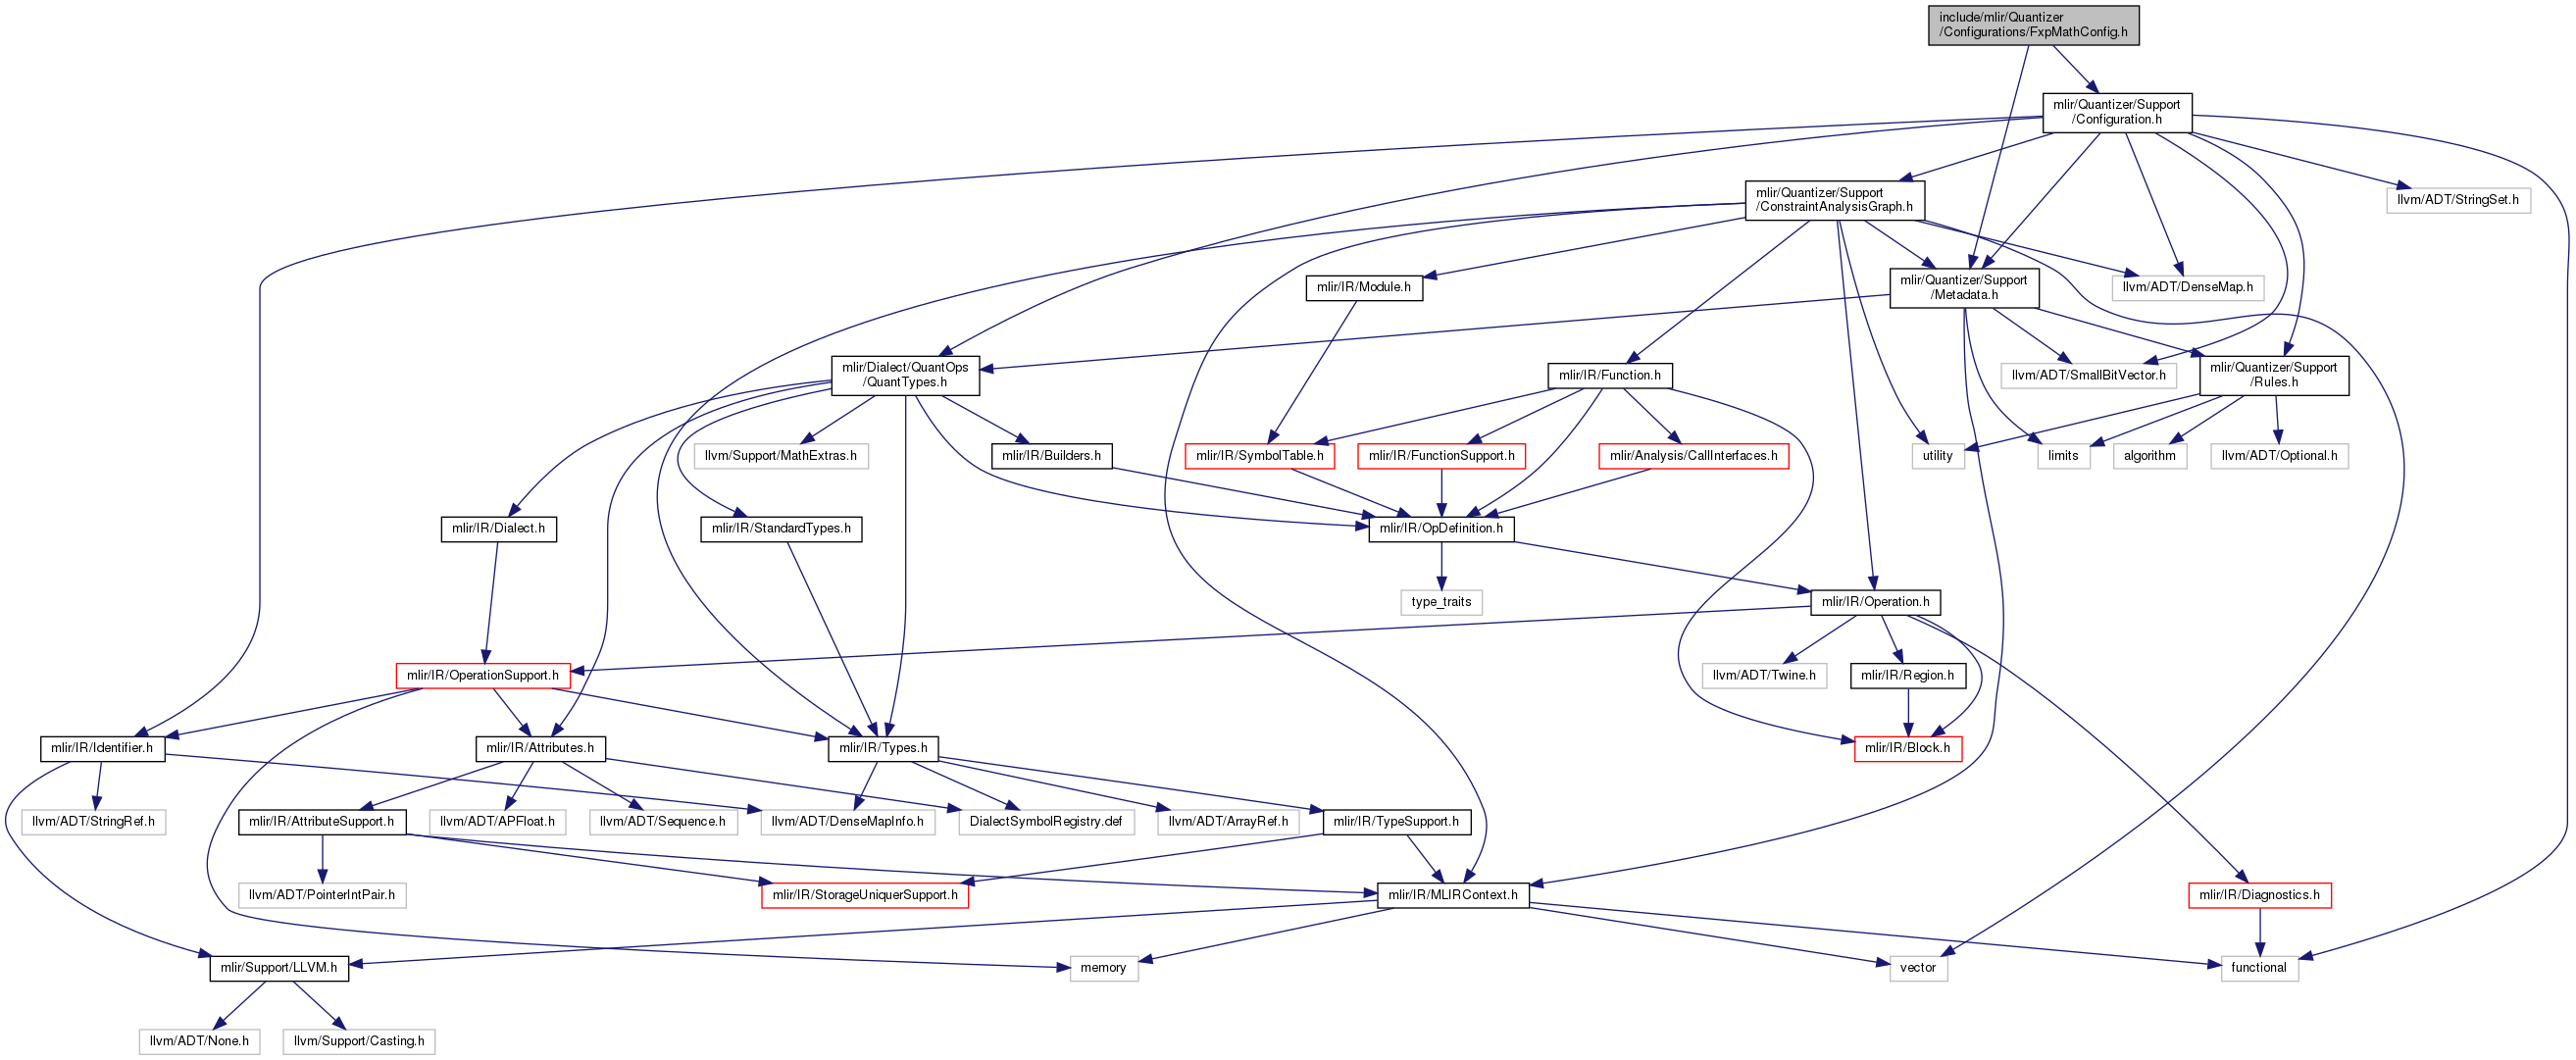 include/mlir/Quantizer
/Configurations/FxpMathConfig.h
mlir/Quantizer/Support
/Configuration.h
mlir/Quantizer/Support
/ConstraintAnalysisGraph.h
llvm/ADT/StringSet.h
mlir/IR/Module.h
mlir/Quantizer/Support
/Metadata.h
llvm/ADT/DenseMap.h
mlir/Dialect/QuantOps
/QuantTypes.h
mlir/IR/Function.h
llvm/ADT/SmallBitVector.h
mlir/Quantizer/Support
/Rules.h
llvm/Support/MathExtras.h
mlir/IR/Builders.h
mlir/IR/SymbolTable.h
mlir/IR/FunctionSupport.h
mlir/Analysis/CallInterfaces.h
utility
limits
algorithm
llvm/ADT/Optional.h
mlir/IR/Dialect.h
mlir/IR/StandardTypes.h
mlir/IR/OpDefinition.h
type_traits
mlir/IR/Operation.h
mlir/IR/OperationSupport.h
llvm/ADT/Twine.h
mlir/IR/Region.h
mlir/IR/Identifier.h
mlir/IR/Attributes.h
mlir/IR/Types.h
mlir/IR/Block.h
llvm/ADT/StringRef.h
mlir/IR/AttributeSupport.h
llvm/ADT/APFloat.h
llvm/ADT/Sequence.h
llvm/ADT/DenseMapInfo.h
DialectSymbolRegistry.def
llvm/ADT/ArrayRef.h
mlir/IR/TypeSupport.h
llvm/ADT/PointerIntPair.h
mlir/IR/StorageUniquerSupport.h
mlir/IR/MLIRContext.h
mlir/IR/Diagnostics.h
mlir/Support/LLVM.h
memory
vector
functional
llvm/ADT/None.h
llvm/Support/Casting.h